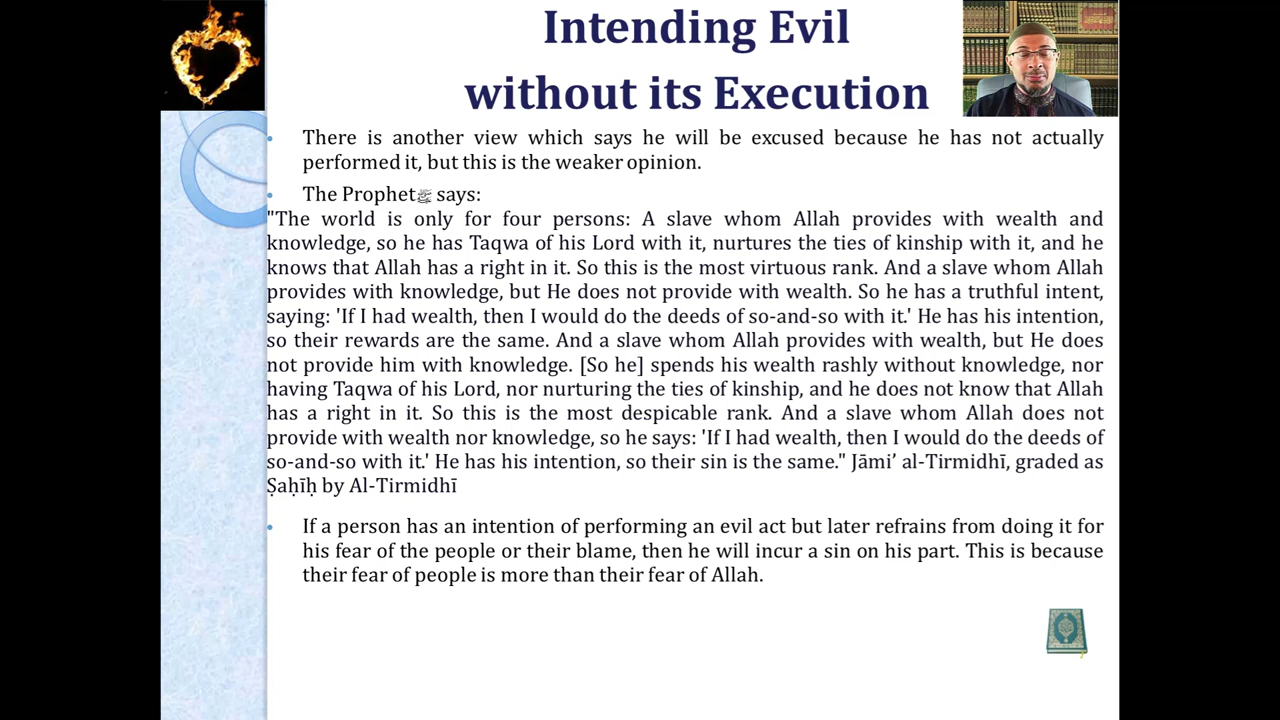 Intending Evil
without its Execution
There is another view which says he will be excused because he has not actually
performed it, but this is the weaker opinion.
The Prophetﷺ says:
"The world is only for four persons: A slave whom Allah provides with wealth and
knowledge, so he has Taqwa of his Lord with it, nurtures the ties of kinship with it, and he
knows that Allah has a right in it. So this is the most virtuous rank. And a slave whom Allah
provides with knowledge, but He does not provide with wealth. So he has a truthful intent,
saying: 'If I had wealth, then I would do the deeds of so-and-so with it.' He has his intention,
so their rewards are the same. And a slave whom Allah provides with wealth, but He does
not provide him with knowledge. [So he] spends his wealth rashly without knowledge, nor
having Taqwa of his Lord, nor nurturing the ties of kinship, and he does not know that Allah
has a right in it. So this is the most despicable rank. And a slave whom Allah does not
provide with wealth nor knowledge, so he says: 'If I had wealth, then I would do the deeds of
so-and-so with it.' He has his intention, so their sin is the same." Jāmi’ al-Tirmidhī, graded as
Ṣaḥīḥ by Al-Tirmidhī
If a person has an intention of performing an evil act but later refrains from doing it for
his fear of the people or their blame, then he will incur a sin on his part. This is because
their fear of people is more than their fear of Allah.